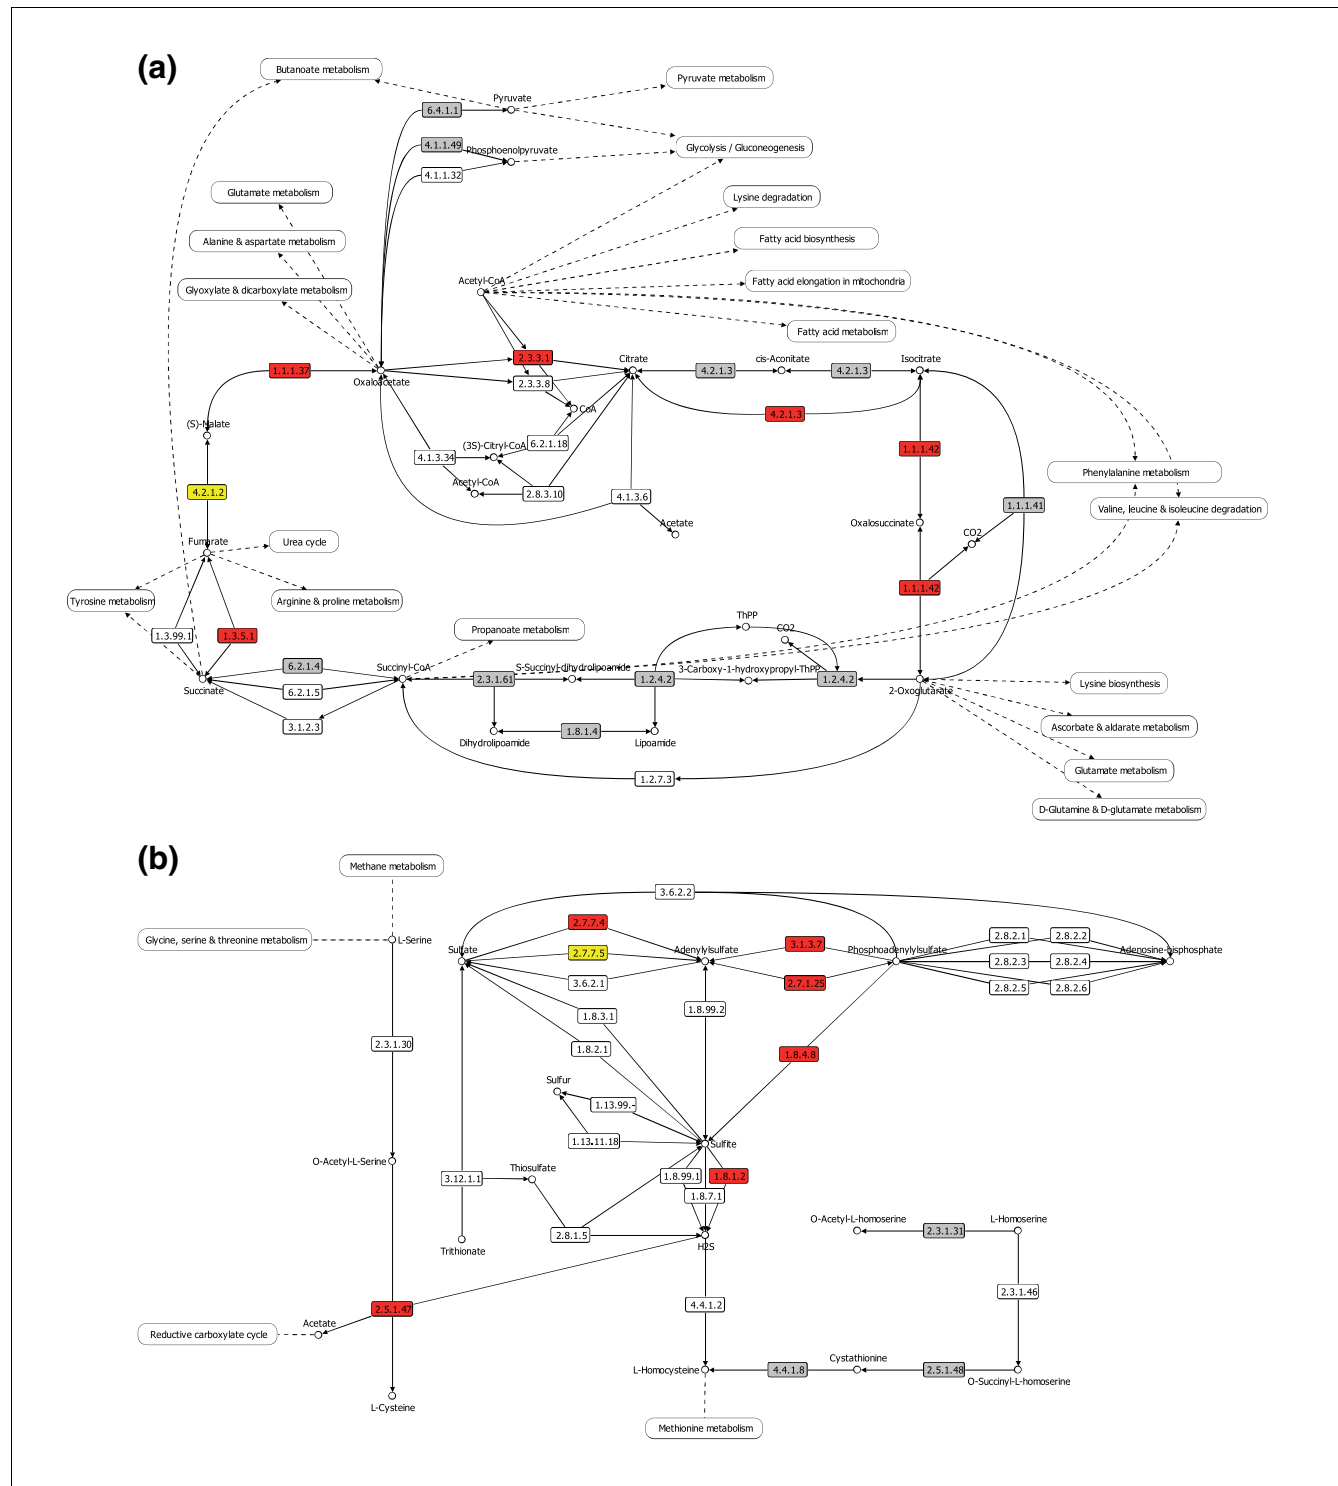 (a)
Butanoate metabolism
Pyruvate metabolism
Pyruvate
6.4.1.1
4.1.1.49
Phosphoenolpyruvate
Glycolysis / Gluconeogenesis
4.1.1.32
Glutamate metabolism
Lysine degradation
Alanine & aspartate metabolism
Fatty acid biosynthesis
Glyoxylate & dicarboxylate metabolism
Acetyl-CoA
Fatty acid elongation in mitochondria
Fatty acid metabolism
1.1.1.37
Oxaloacetate
2.3.3.1
2.3.3.8
Citrate
4.2.1.3
cis-Aconitate
4.2.1.3
Isocitrate
CoA
4.2.1.3
(S)-Malate
(3S)-Citryl-CoA
6.2.1.18
4.1.3.34
1.1.1.42
Acetyl-CoA
2.8.3.10
4.1.3.6
Phenylalanine metabolism
4.2.1.2
1.1.1.41
Valine, leucine & isoleucine degradation
Oxalosuccinate
Acetate
CO2
Fumarate
Urea cycle
1.1.1.42
Tyrosine metabolism
Arginine & proline metabolism
1.3.99.1
1.3.5.1
Propanoate metabolism
ThPP
CO2
6.2.1.4
Succinyl-CoA
S-Succinyl-dihydrolipoamide
3-Carboxy-1-hydroxypropyl-ThPP
Succinate
6.2.1.5
2.3.1.61
1.2.4.2
1.2.4.2
2-Oxoglutarate
Lysine biosynthesis
3.1.2.3
1.8.1.4
Dihydrolipoamide
Lipoamide
Ascorbate & aldarate metabolism
1.2.7.3
Glutamate metabolism
D-Glutamine & D-glutamate metabolism
(b)
Methane metabolism
3.6.2.2
Glycine, serine & threonine metabolism
L-Serine
2.7.7.4
Sulfate
2.7.7.5
Adenylylsulfate
3.1.3.7
Phosphoadenylylsulfate
2.8.2.1
2.8.2.2
Adenosine-bisphosphate
2.8.2.3
2.8.2.4
3.6.2.1
2.7.1.25
2.8.2.5
2.8.2.6
1.8.3.1
1.8.99.2
2.3.1.30
1.8.2.1
1.8.4.8
Sulfur
1.13.99.-
1.13.11.18
Sulfite
O-Acetyl-L-Serine
3.12.1.1
Thiosulfate
1.8.99.1
1.8.1.2
1.8.7.1
2.8.1.5
Trithionate
H2S
O-Acetyl-L-homoserine
2.3.1.31
L-Homoserine
2.3.1.46
2.5.1.47
4.4.1.2
Acetate
Reductive carboxylate cycle
L-Homocysteine
4.4.1.8
Cystathionine
2.5.1.48
O-Succinyl-L-homoserine
L-Cysteine
Methionine metabolism